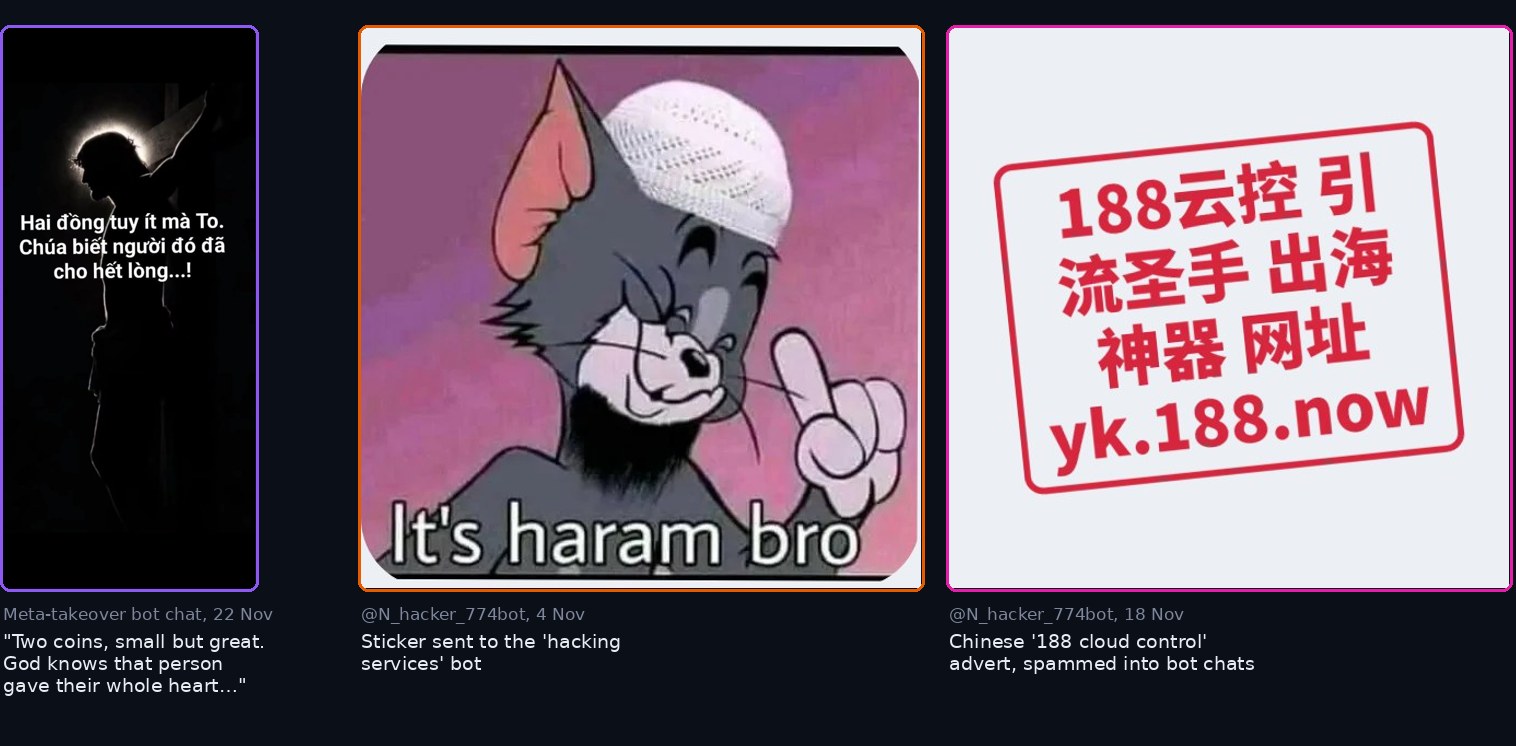 Hai đồng tuy ít mà To.
Chúa biết người đó đã
cho hết lòng...!
It's haram bro
188云控 引
流圣手 出海
神器 网址
yk.188.now
Meta-takeover bot chat, 22 Nov
"Two coins, small but great.
God knows that person
gave their whole heart…"
@N_hacker_774bot, 4 Nov
Sticker sent to the 'hacking
services' bot
@N_hacker_774bot, 18 Nov
Chinese '188 cloud control'
advert, spammed into bot chats